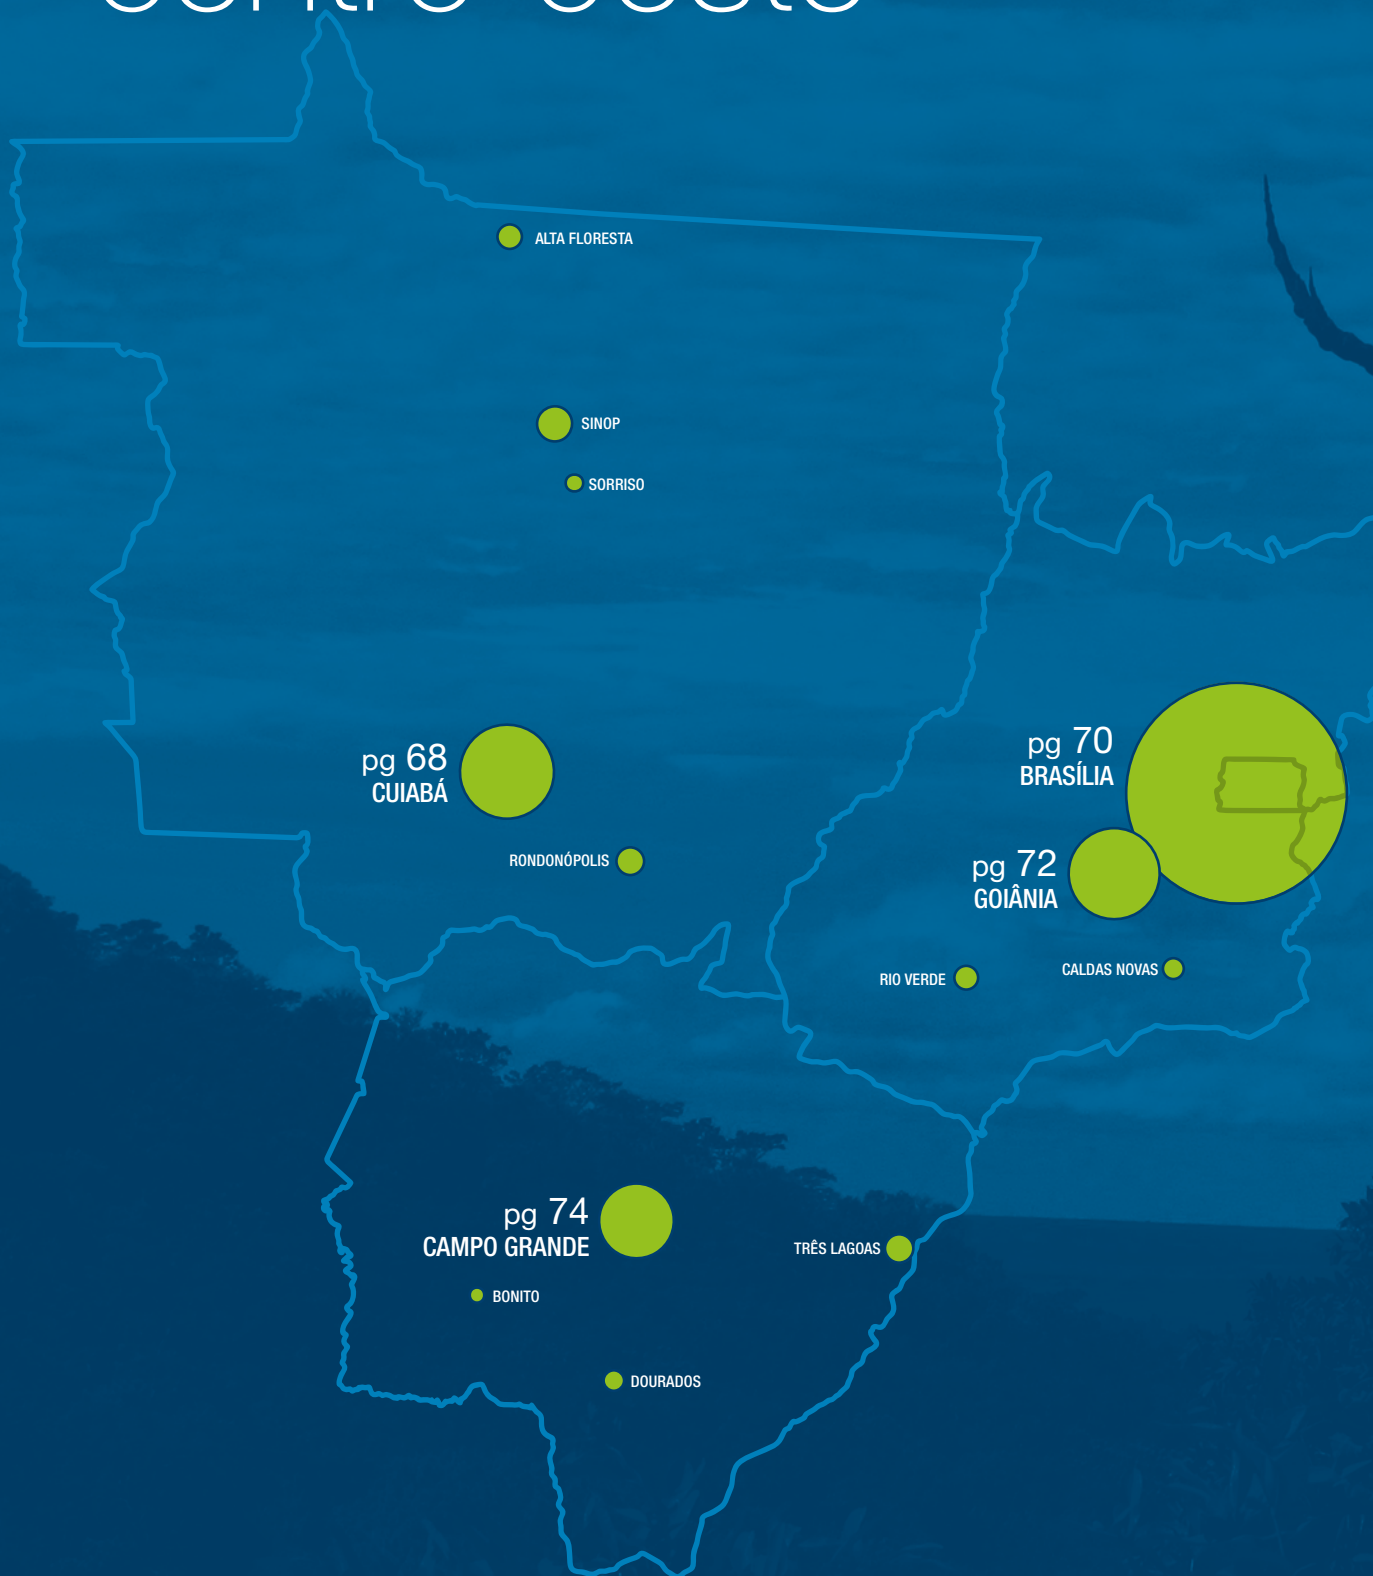 ALTA FLORESTA
SINOP
SORRISO
pg 68
CUIABÁ
RONDONÓPOLIS
pg 70
BRASÍLIA
pg 72
GOIÂNIA
RIO VERDE
CALDAS NOVAS
pg 74
CAMPO GRANDE
TRÊS LAGOAS
BONITO
DOURADOS